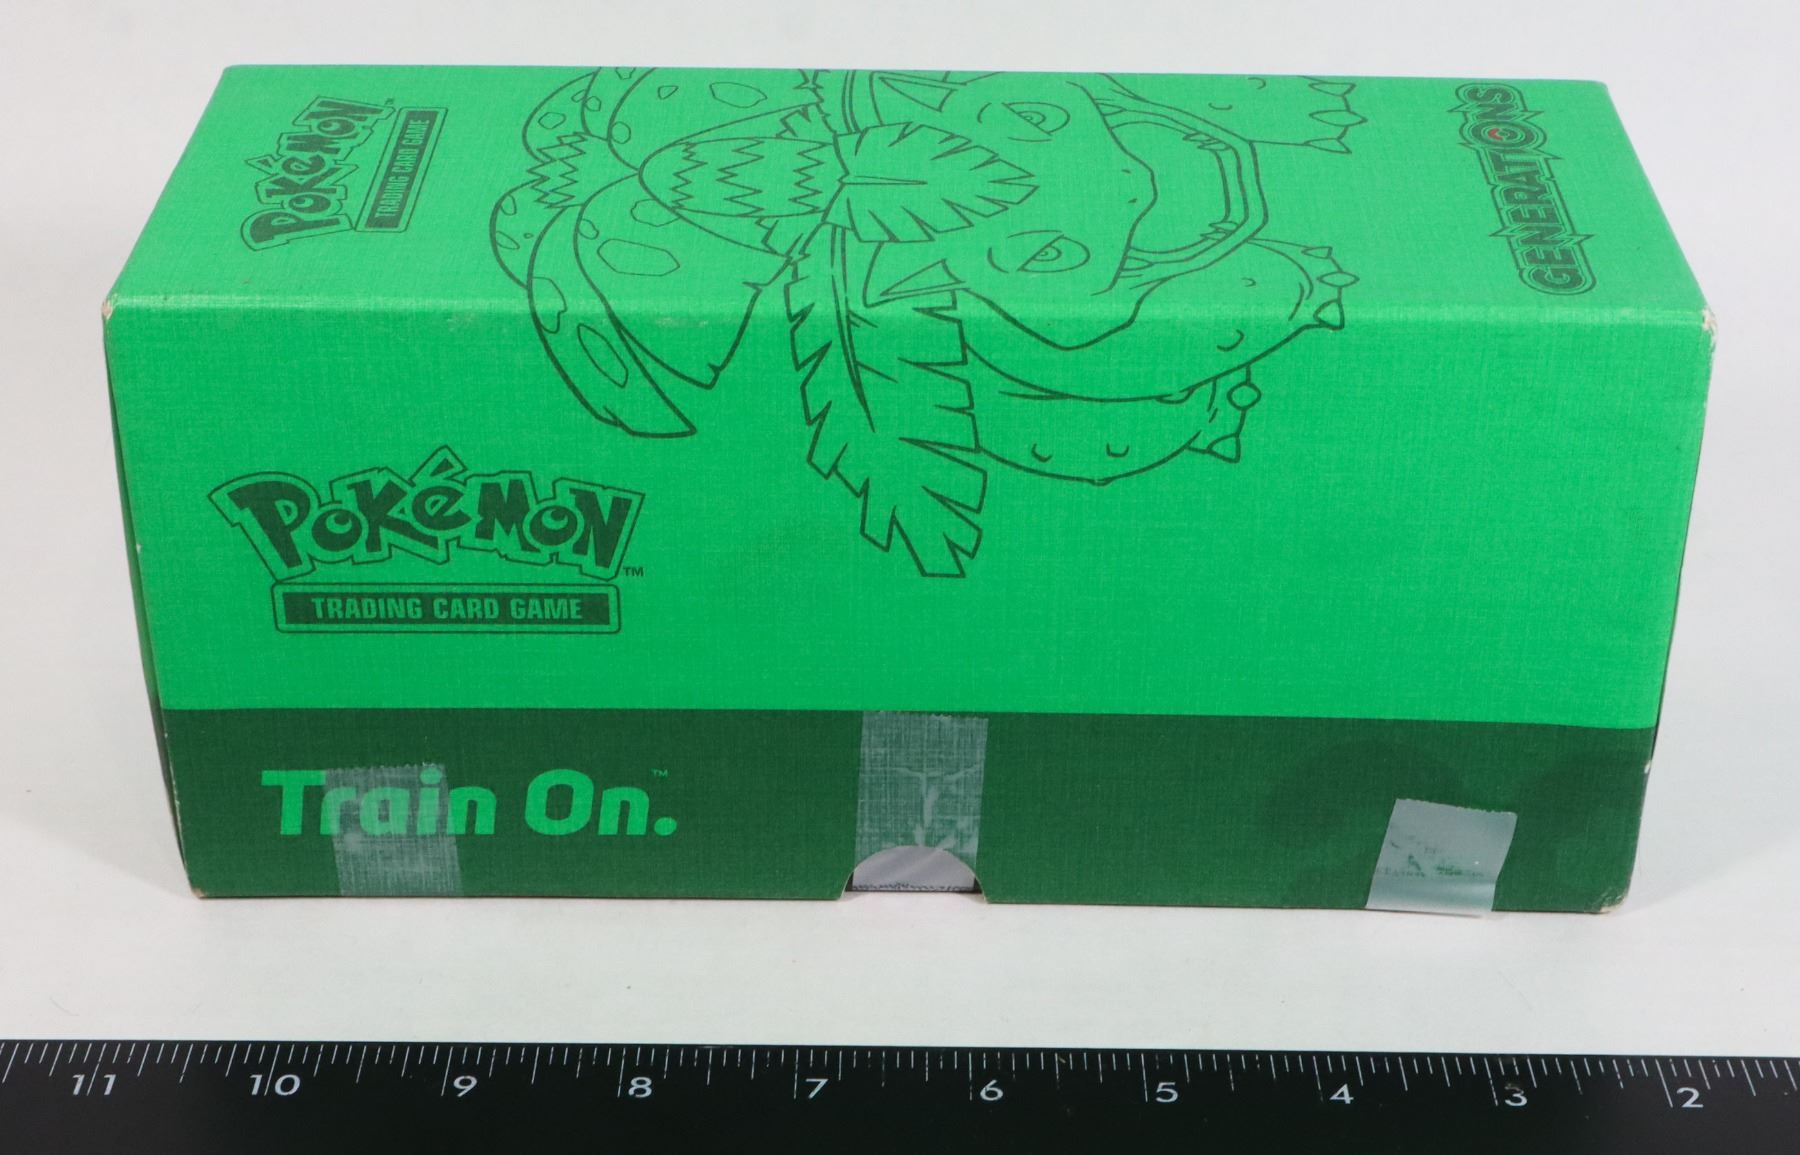 POKéMON™
TRADING CARD GAME
GENERATIONS
POKéMON™
TRADING CARD GAME
Train On.™
11 10 9 8 7 6 5 4 3 2